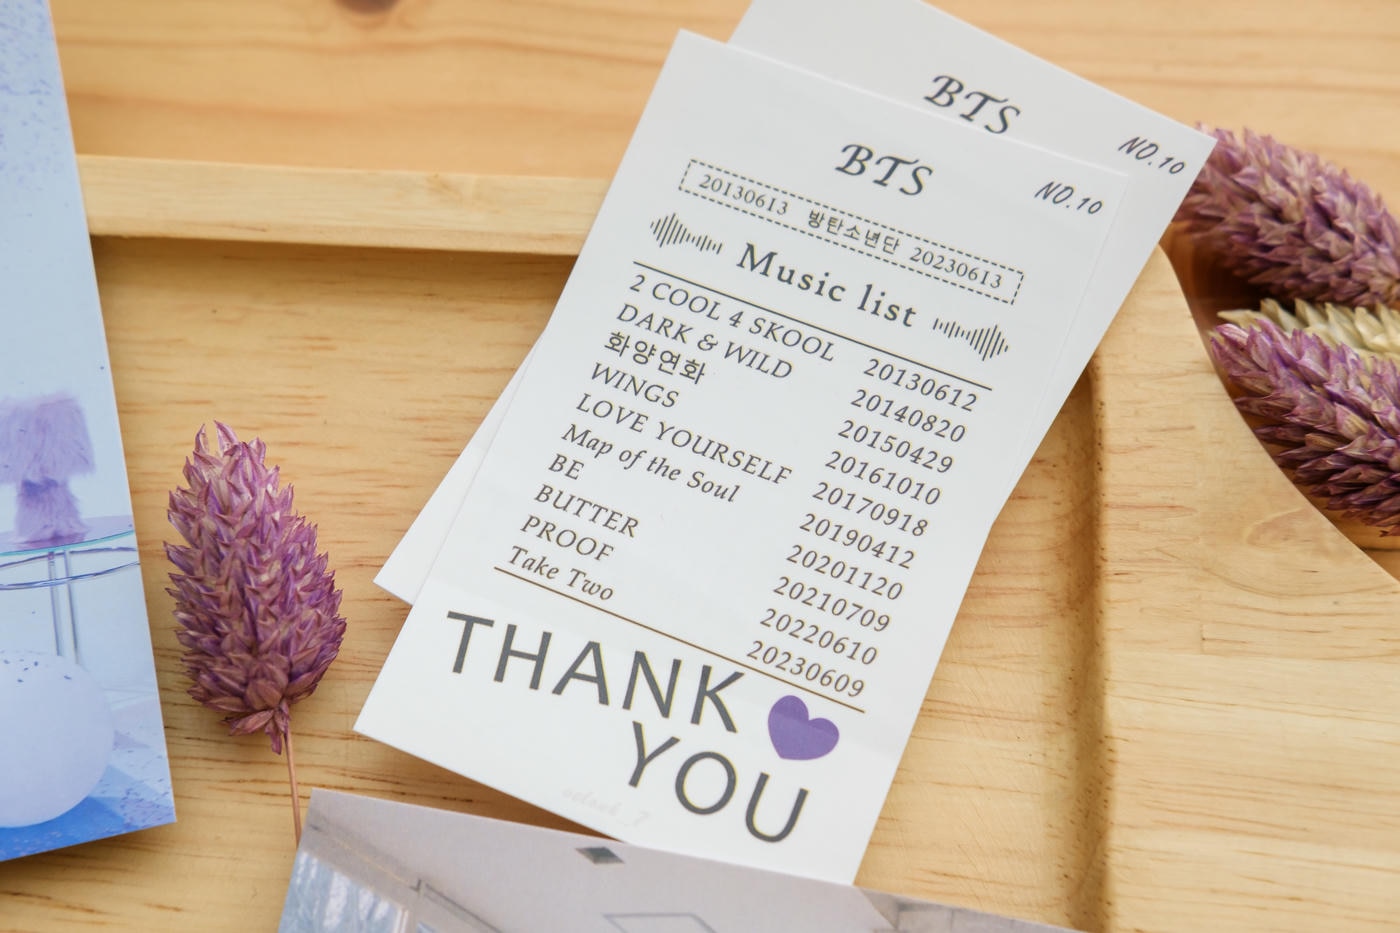 BTS
NO.10
BTS
NO.10
20130613 방탄소년단 20230613
Music list
2 COOL 4 SKOOL 20130612
DARK & WILD 20140820
화양연화 20150429
WINGS 20161010
LOVE YOURSELF 20170918
Map of the Soul 20190412
BE 20201120
BUTTER 20210709
PROOF 20220610
Take Two 20230609
THANK
YOU